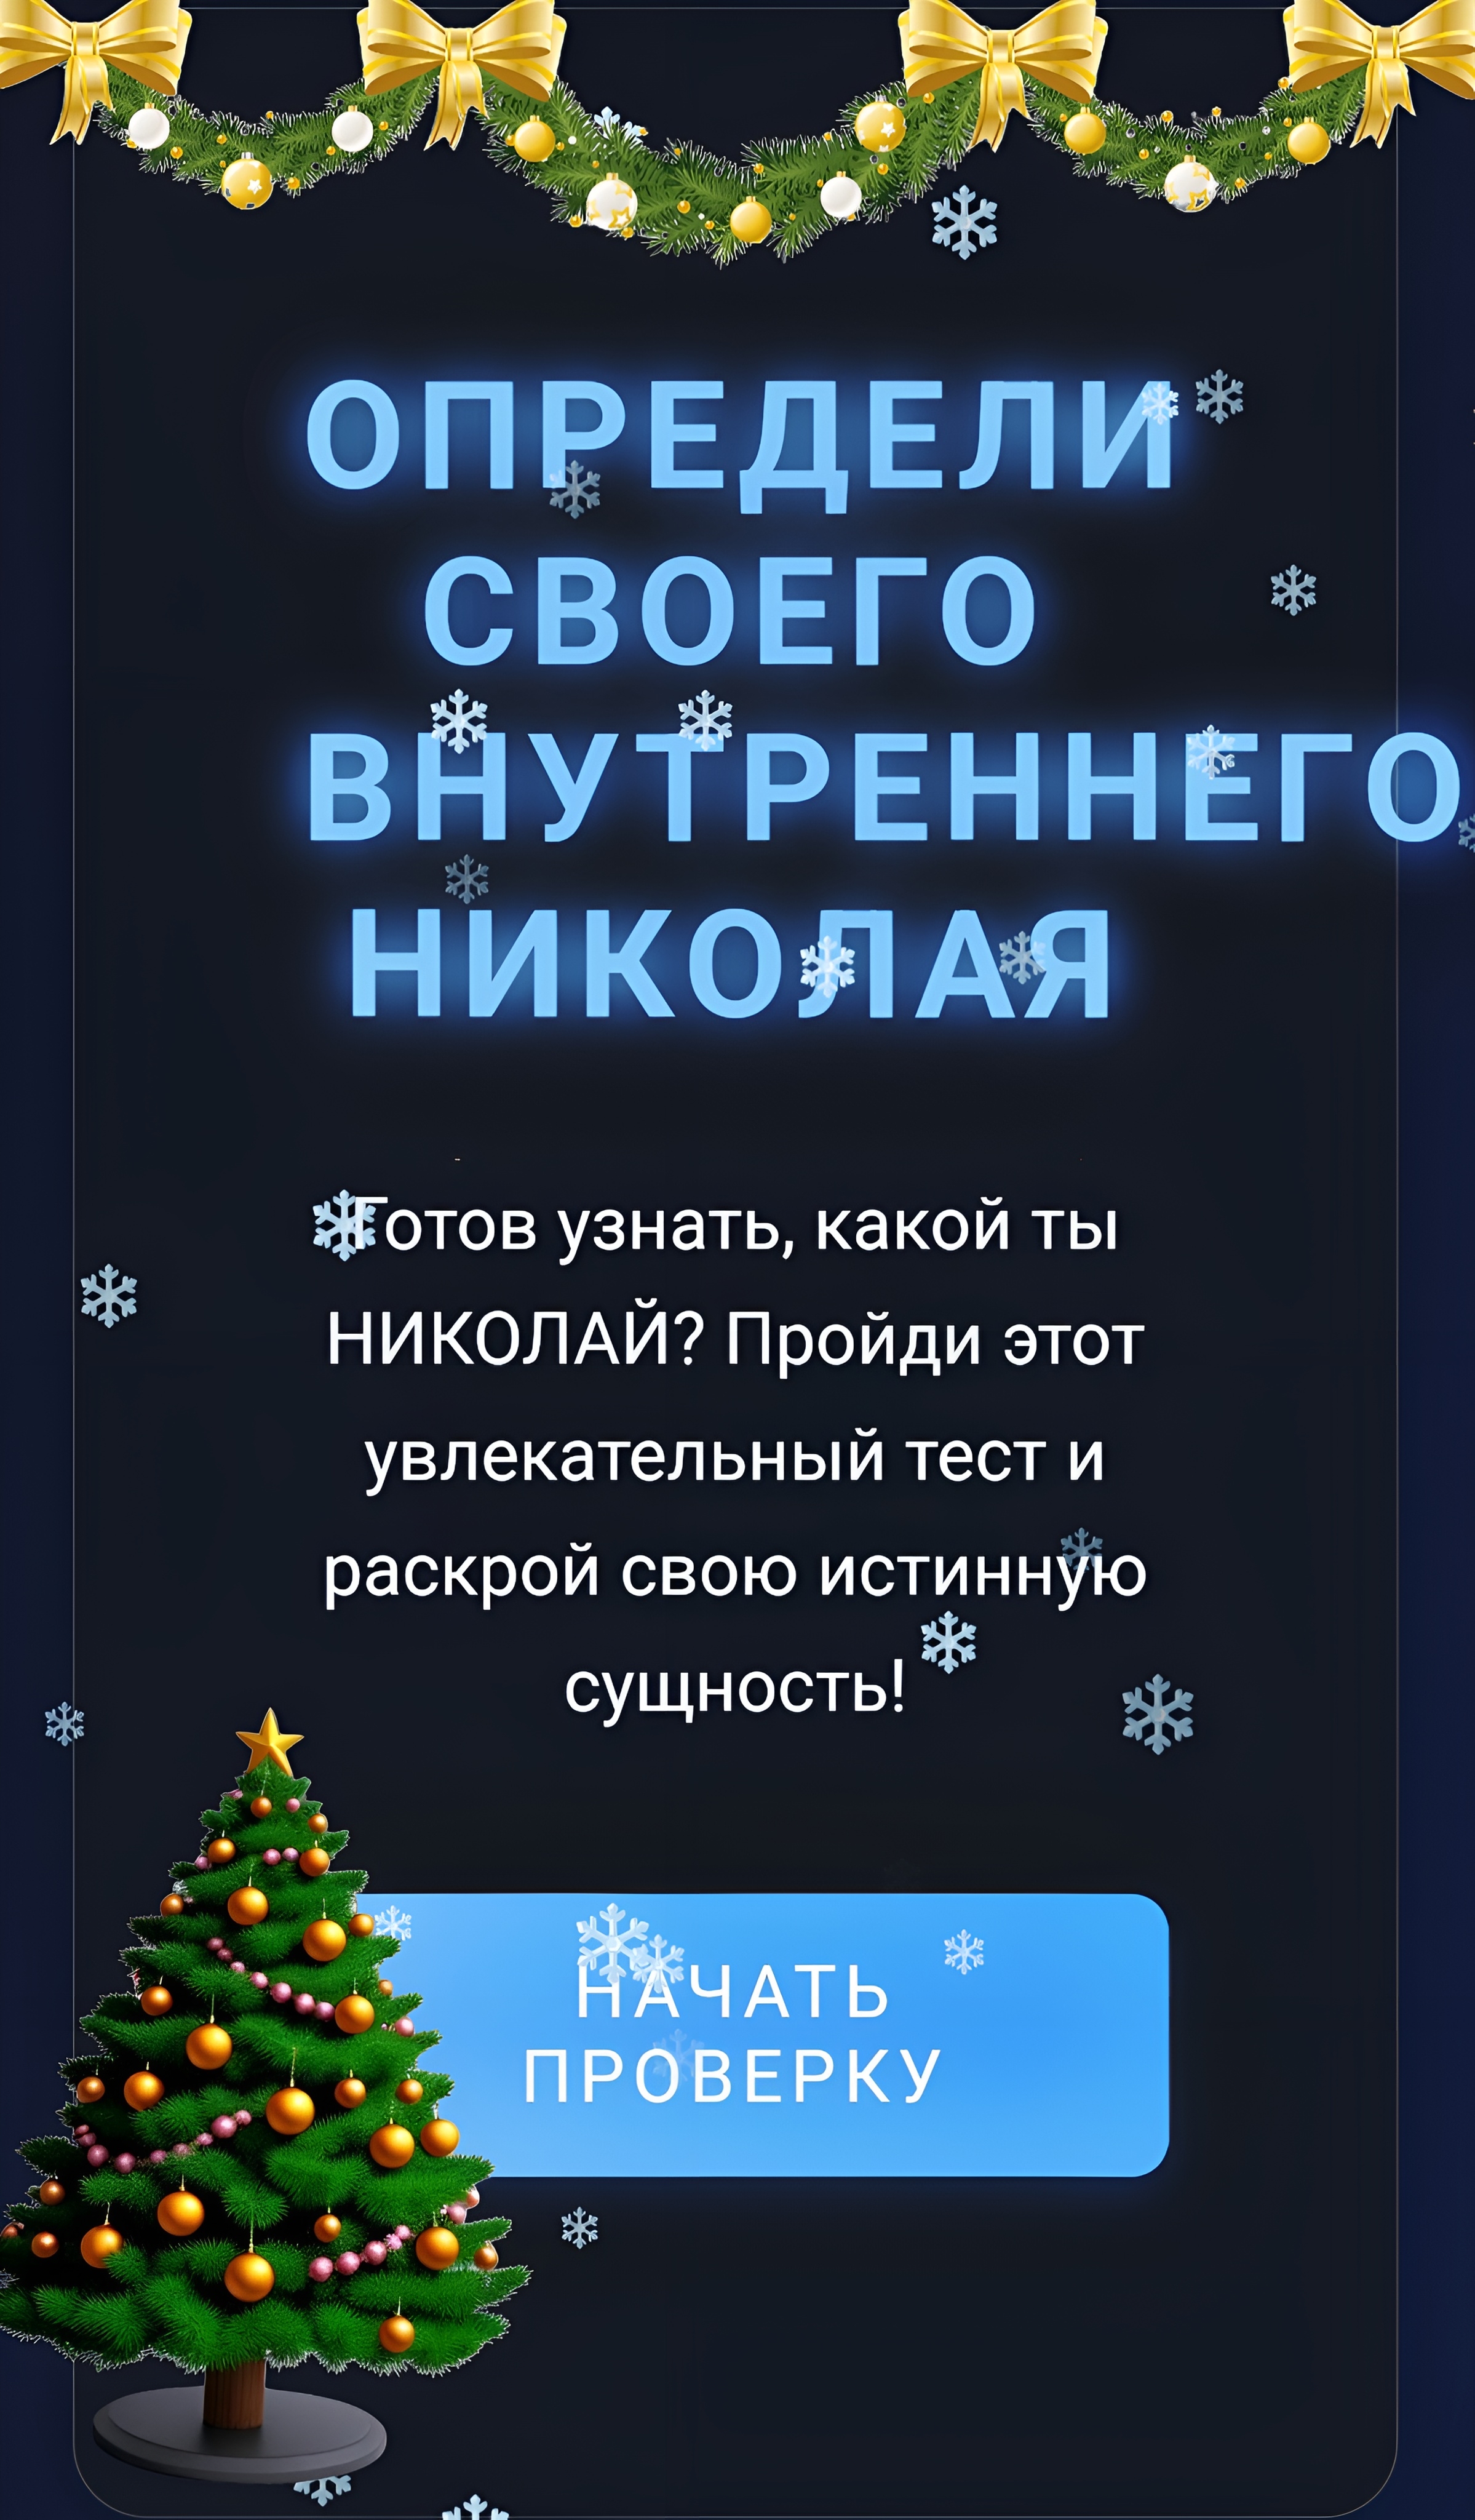 ОПРЕДЕЛИ
СВОЕГО
ВНУТРЕННЕГО
НИКОЛАЯ
Готов узнать, какой ты
НИКОЛАЙ? Пройди этот
увлекательный тест и
раскрой свою истинную
сущность!
НАЧАТЬ
ПРОВЕРКУ